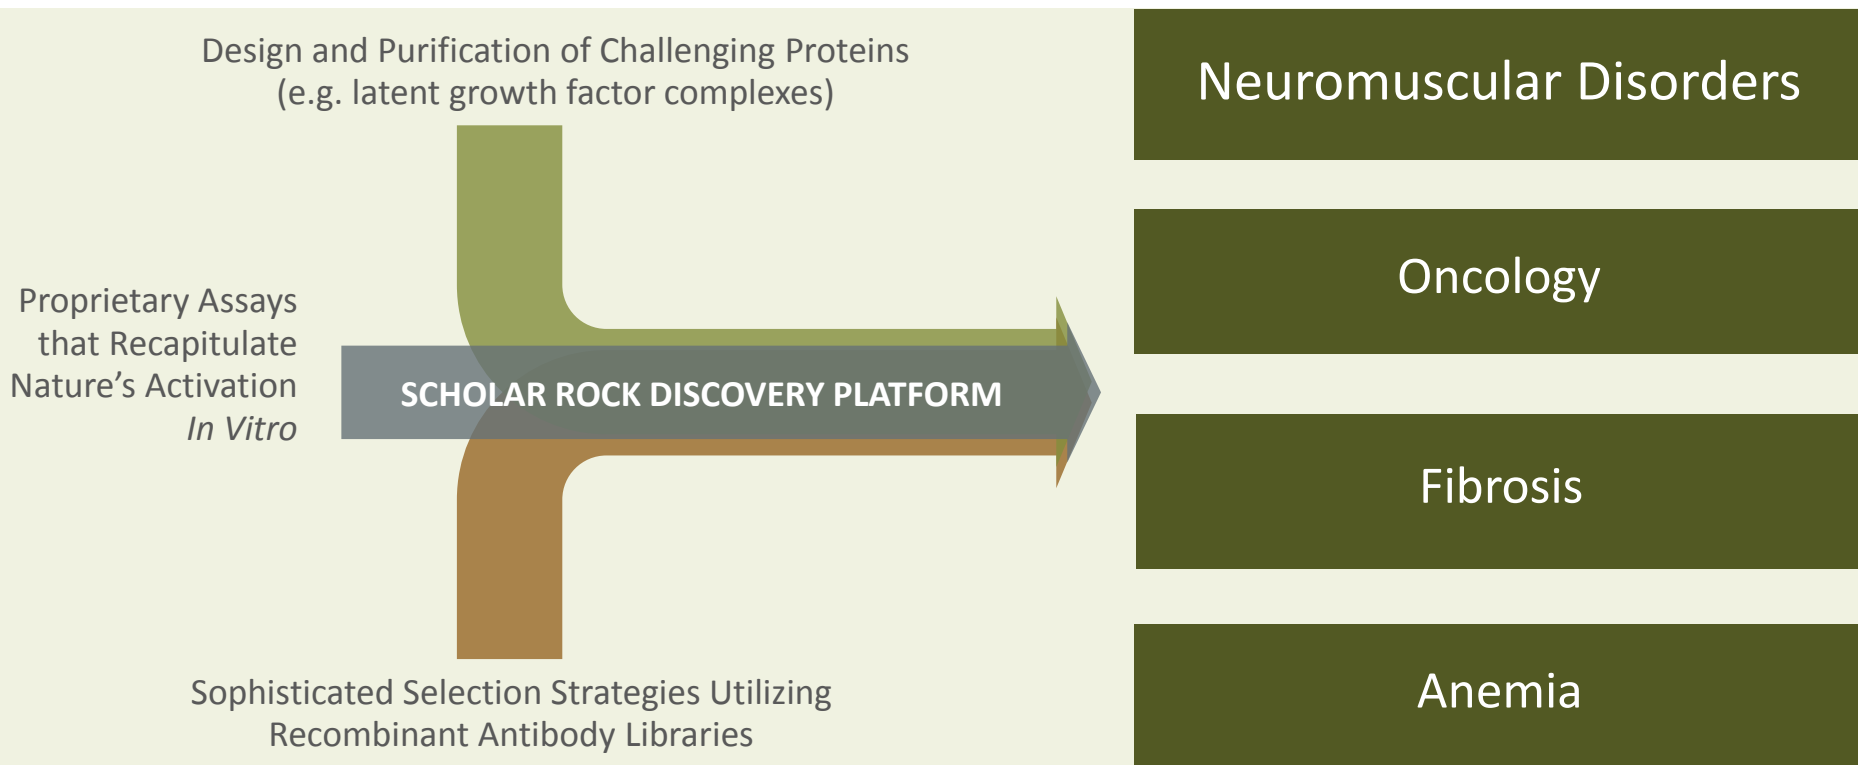 Design and Purification of Challenging Proteins
(e.g. latent growth factor complexes)
Proprietary Assays
that Recapitulate
Nature’s Activation
In Vitro
SCHOLAR ROCK DISCOVERY PLATFORM
Sophisticated Selection Strategies Utilizing
Recombinant Antibody Libraries
Neuromuscular Disorders
Oncology
Fibrosis
Anemia